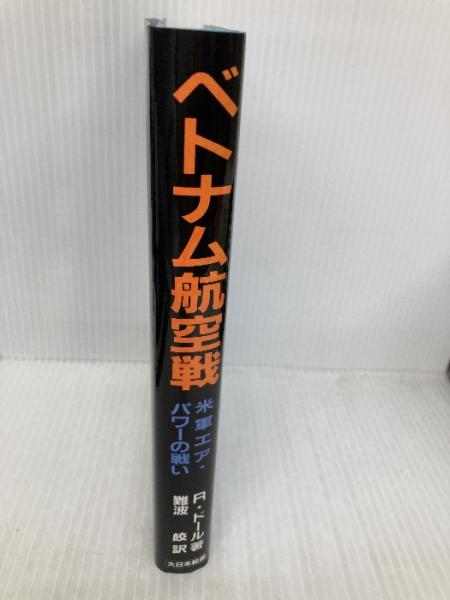 ベトナム航空戦
米軍エア・
パワーの戦い
R・ドール著
難波 皎訳
大日本絵画